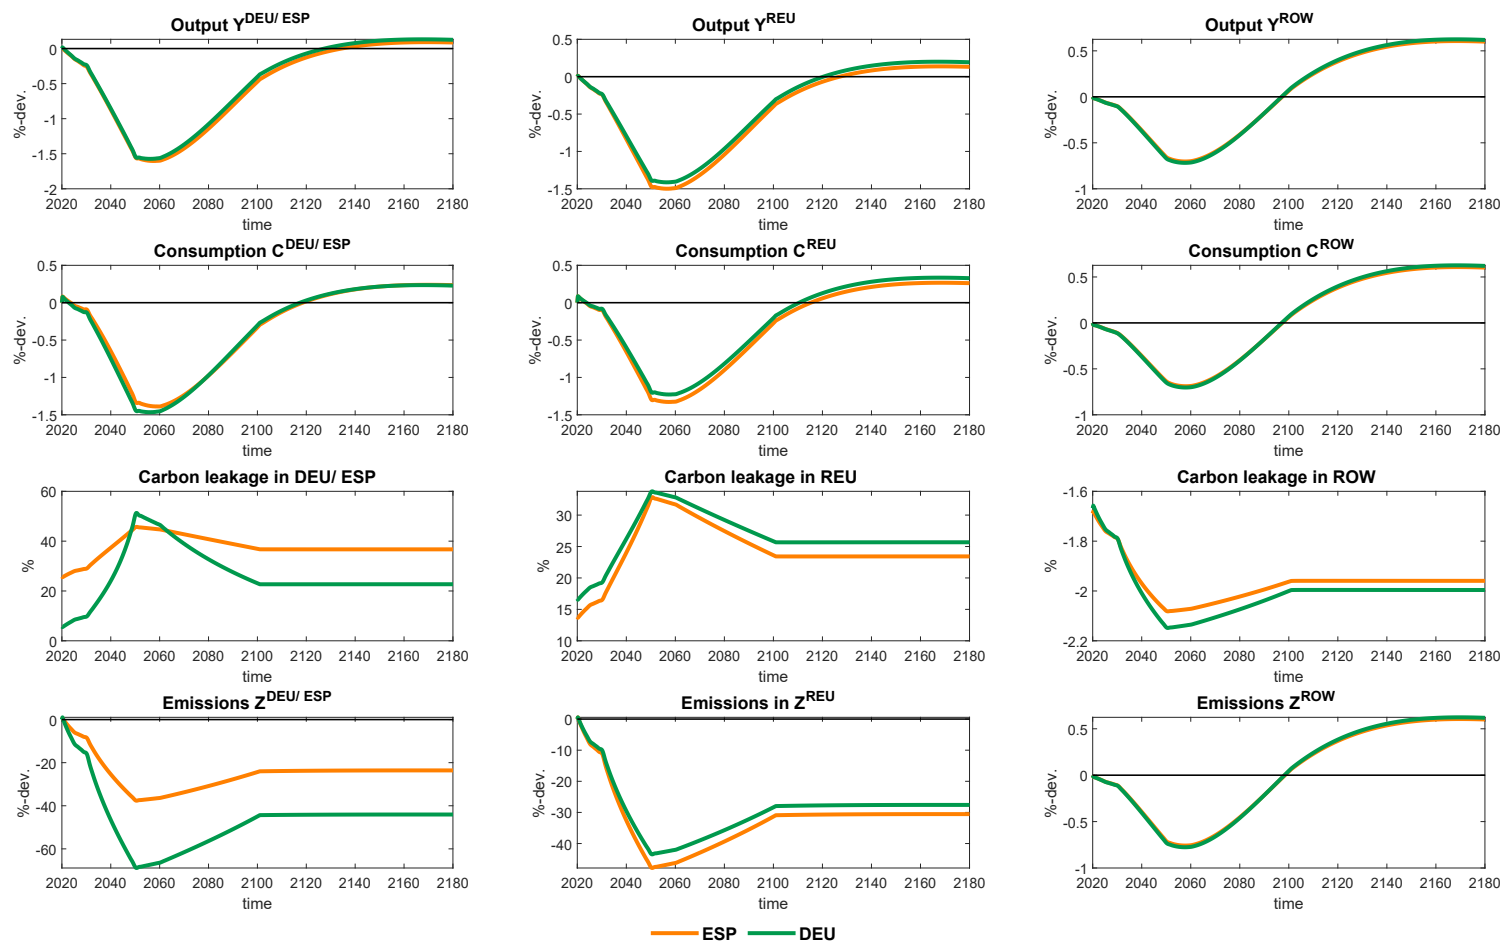 Output Y^DEU/ ESP
0
-0.5
-1
-1.5
-2
%-dev.
2020 2040 2060 2080 2100 2120 2140 2160 2180
time
Output Y^REU
0.5
0
-0.5
-1
-1.5
%-dev.
2020 2040 2060 2080 2100 2120 2140 2160 2180
time
Output Y^ROW
0.5
0
-0.5
-1
%-dev.
2020 2040 2060 2080 2100 2120 2140 2160 2180
time
Consumption C^DEU/ ESP
0.5
0
-0.5
-1
-1.5
%-dev.
2020 2040 2060 2080 2100 2120 2140 2160 2180
time
Consumption C^REU
0.5
0
-0.5
-1
-1.5
%-dev.
2020 2040 2060 2080 2100 2120 2140 2160 2180
time
Consumption C^ROW
0.5
0
-0.5
-1
%-dev.
2020 2040 2060 2080 2100 2120 2140 2160 2180
time
Carbon leakage in DEU/ ESP
60
40
20
0
%
2020 2040 2060 2080 2100 2120 2140 2160 2180
time
Carbon leakage in REU
30
25
20
15
10
%
2020 2040 2060 2080 2100 2120 2140 2160 2180
time
Carbon leakage in ROW
-1.6
-1.8
-2
-2.2
%
2020 2040 2060 2080 2100 2120 2140 2160 2180
time
Emissions Z^DEU/ ESP
0
-20
-40
-60
%-dev.
2020 2040 2060 2080 2100 2120 2140 2160 2180
time
Emissions in Z^REU
0
-10
-20
-30
-40
%-dev.
2020 2040 2060 2080 2100 2120 2140 2160 2180
time
Emissions Z^ROW
0.5
0
-0.5
-1
%-dev.
2020 2040 2060 2080 2100 2120 2140 2160 2180
time
ESP DEU